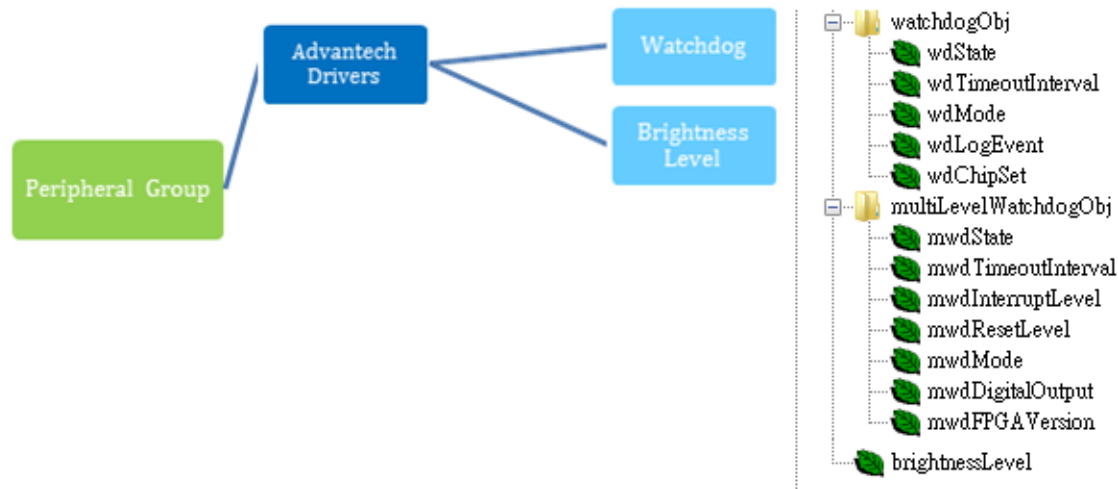 Advantech
Drivers
Watchdog
Brightness
Level
Peripheral Group
watchdogObj
wdState
wdTimeoutInterval
wdMode
wdLogEvent
wdChipSet
multiLevelWatchdogObj
mwdState
mwdTimeoutInterval
mwdInterruptLevel
mwdResetLevel
mwdMode
mwdDigitalOutput
mwdFPGAVersion
brightnessLevel